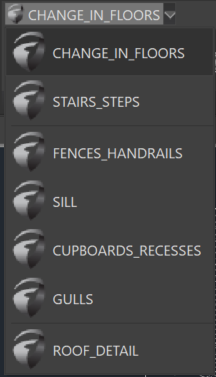 CHANGE_IN_FLOORS
CHANGE_IN_FLOORS
STAIRS_STEPS
FENCES_HANDRAILS
SILL
CUPBOARDS_RECESSES
GULLS
ROOF_DETAIL